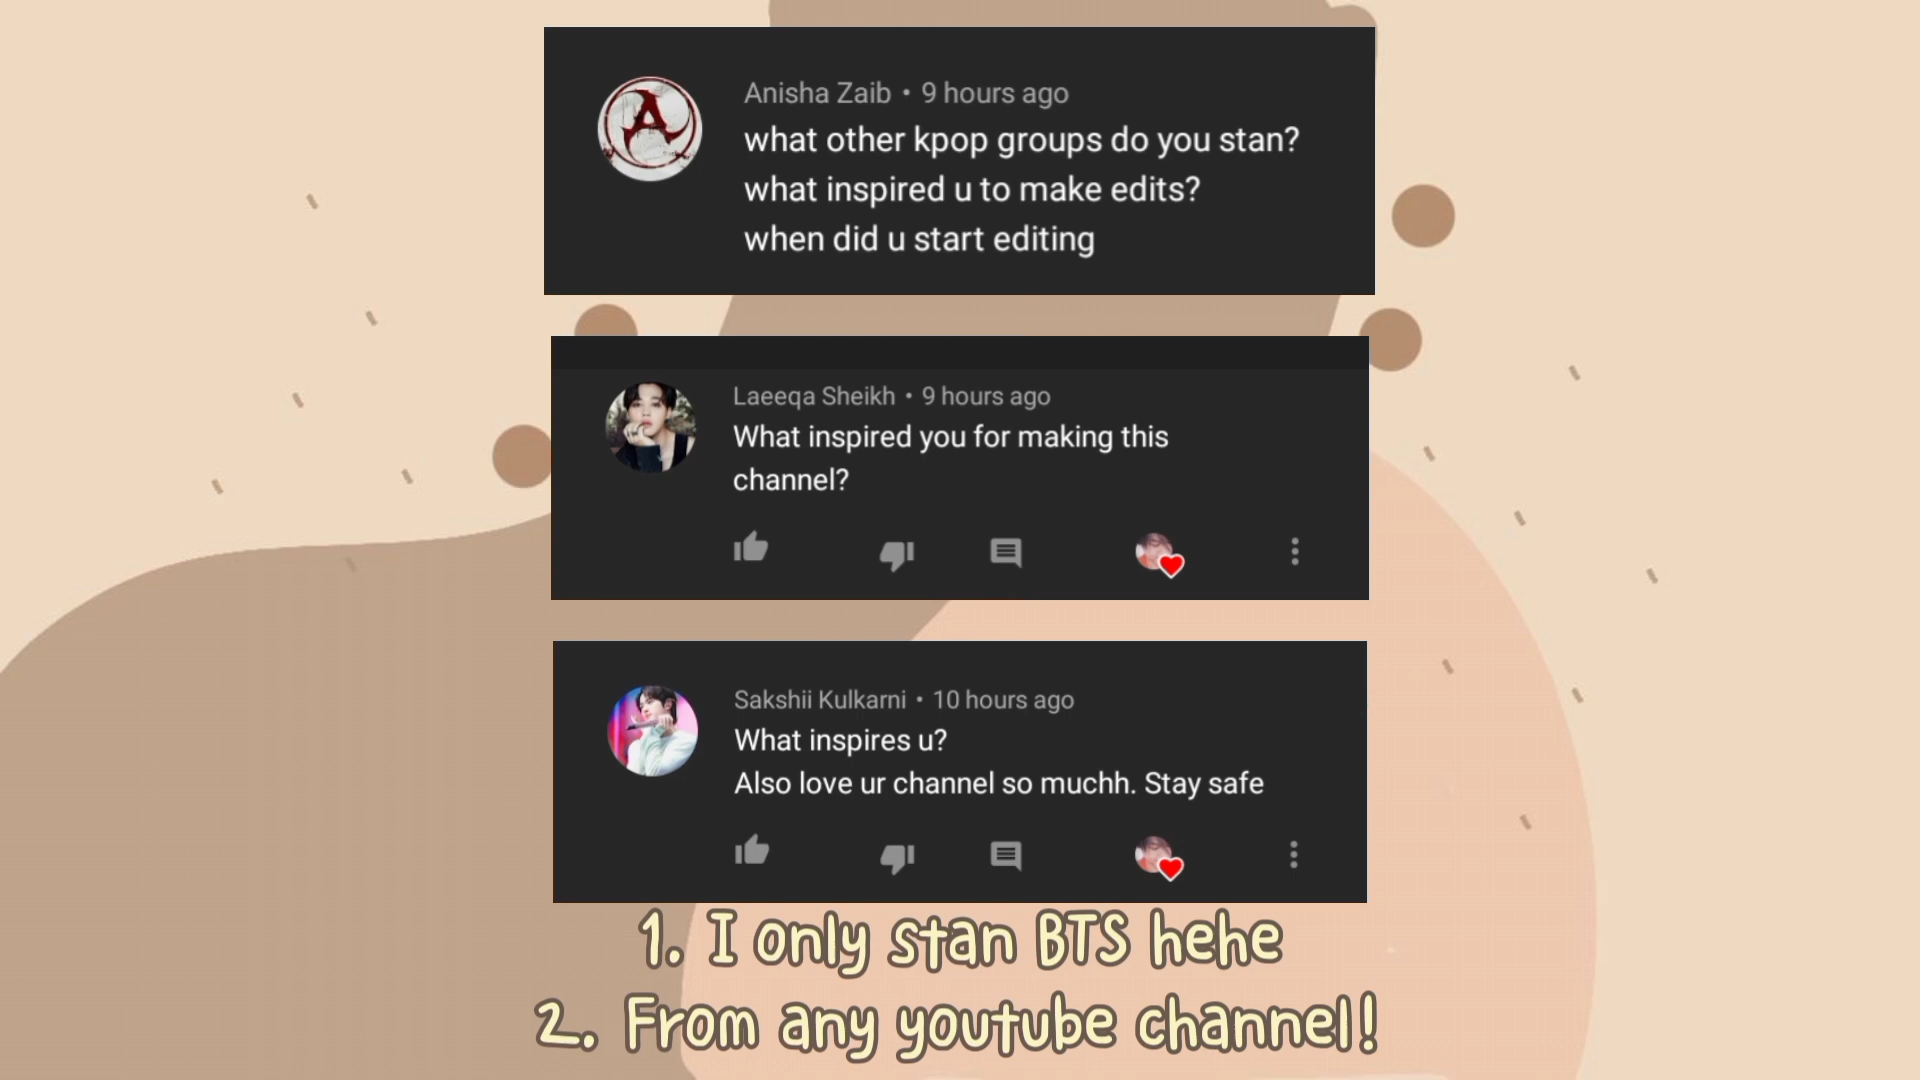 Anisha Zaib • 9 hours ago
what other kpop groups do you stan?
what inspired u to make edits?
when did u start editing
Laeeqa Sheikh • 9 hours ago
What inspired you for making this
channel?
Sakshii Kulkarni • 10 hours ago
What inspires u?
Also love ur channel so muchh. Stay safe
1. I only stan BTS hehe
2. From any youtube channel!